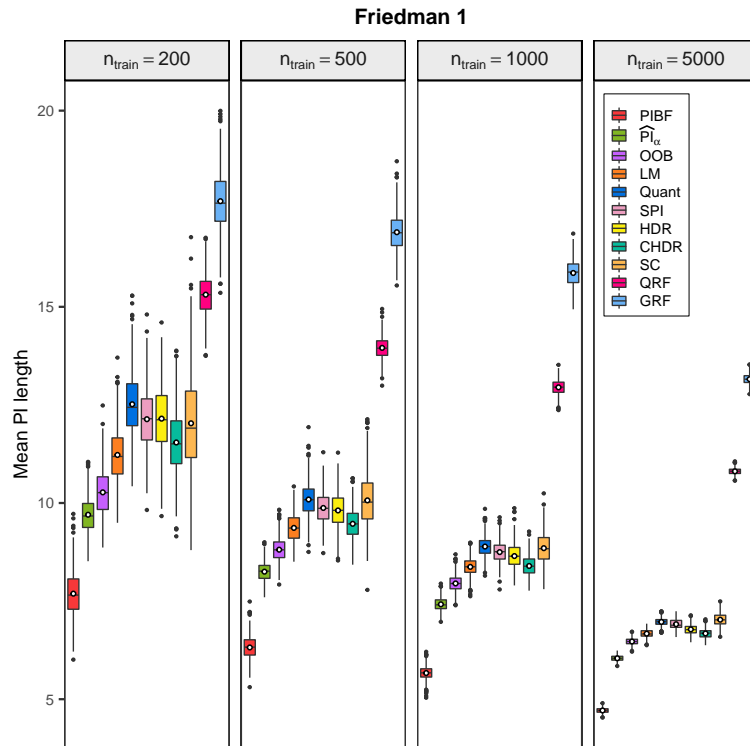 Friedman 1
n_train = 200
n_train = 500
n_train = 1000
n_train = 5000
Mean PI length
20
15
10
5
PIBF
P̂I_α
OOB
LM
Quant
SPI
HDR
CHDR
SC
QRF
GRF